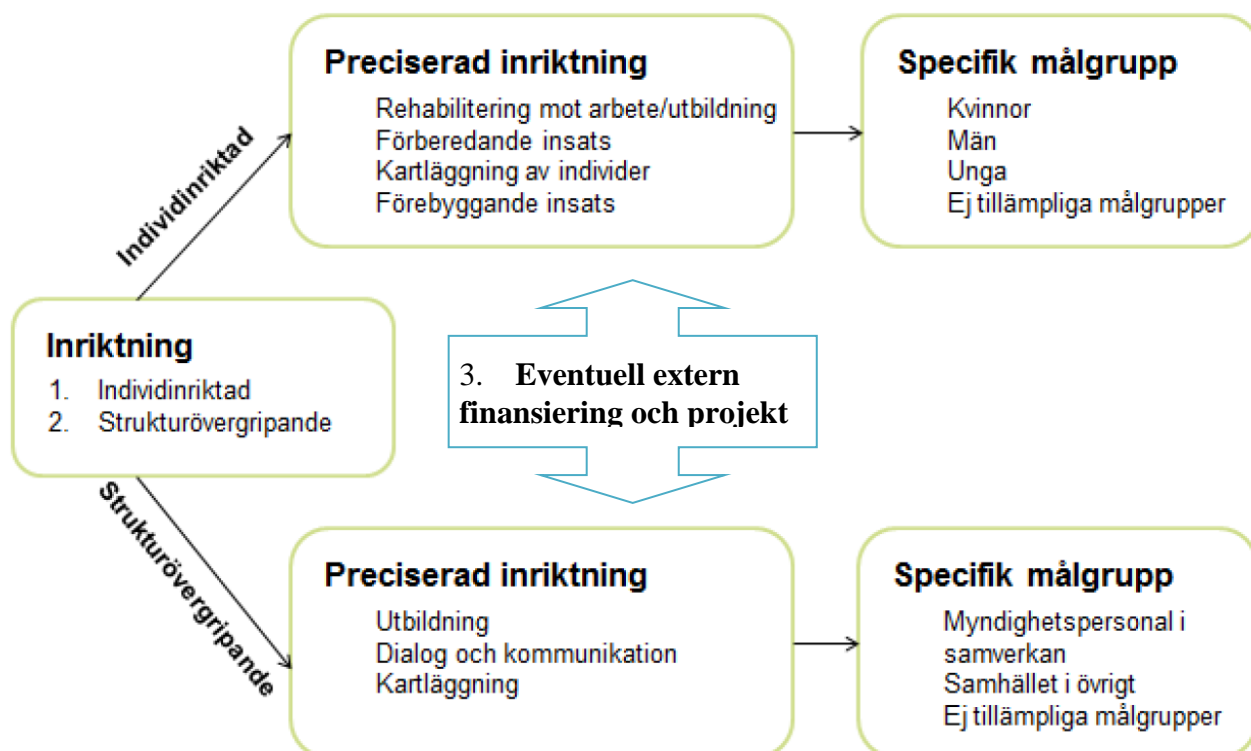 Preciserad inriktning
Rehabilitering mot arbete/utbildning
Förberedande insats
Kartläggning av individer
Förebyggande insats
Specifik målgrupp
Kvinnor
Män
Unga
Ej tillämpliga målgrupper
Individinriktad
Inriktning
1. Individinriktad
2. Strukturövergripande
3. Eventuell extern
finansiering och projekt
Strukturövergripande
Preciserad inriktning
Utbildning
Dialog och kommunikation
Kartläggning
Specifik målgrupp
Myndighetspersonal i
samverkan
Samhället i övrigt
Ej tillämpliga målgrupper